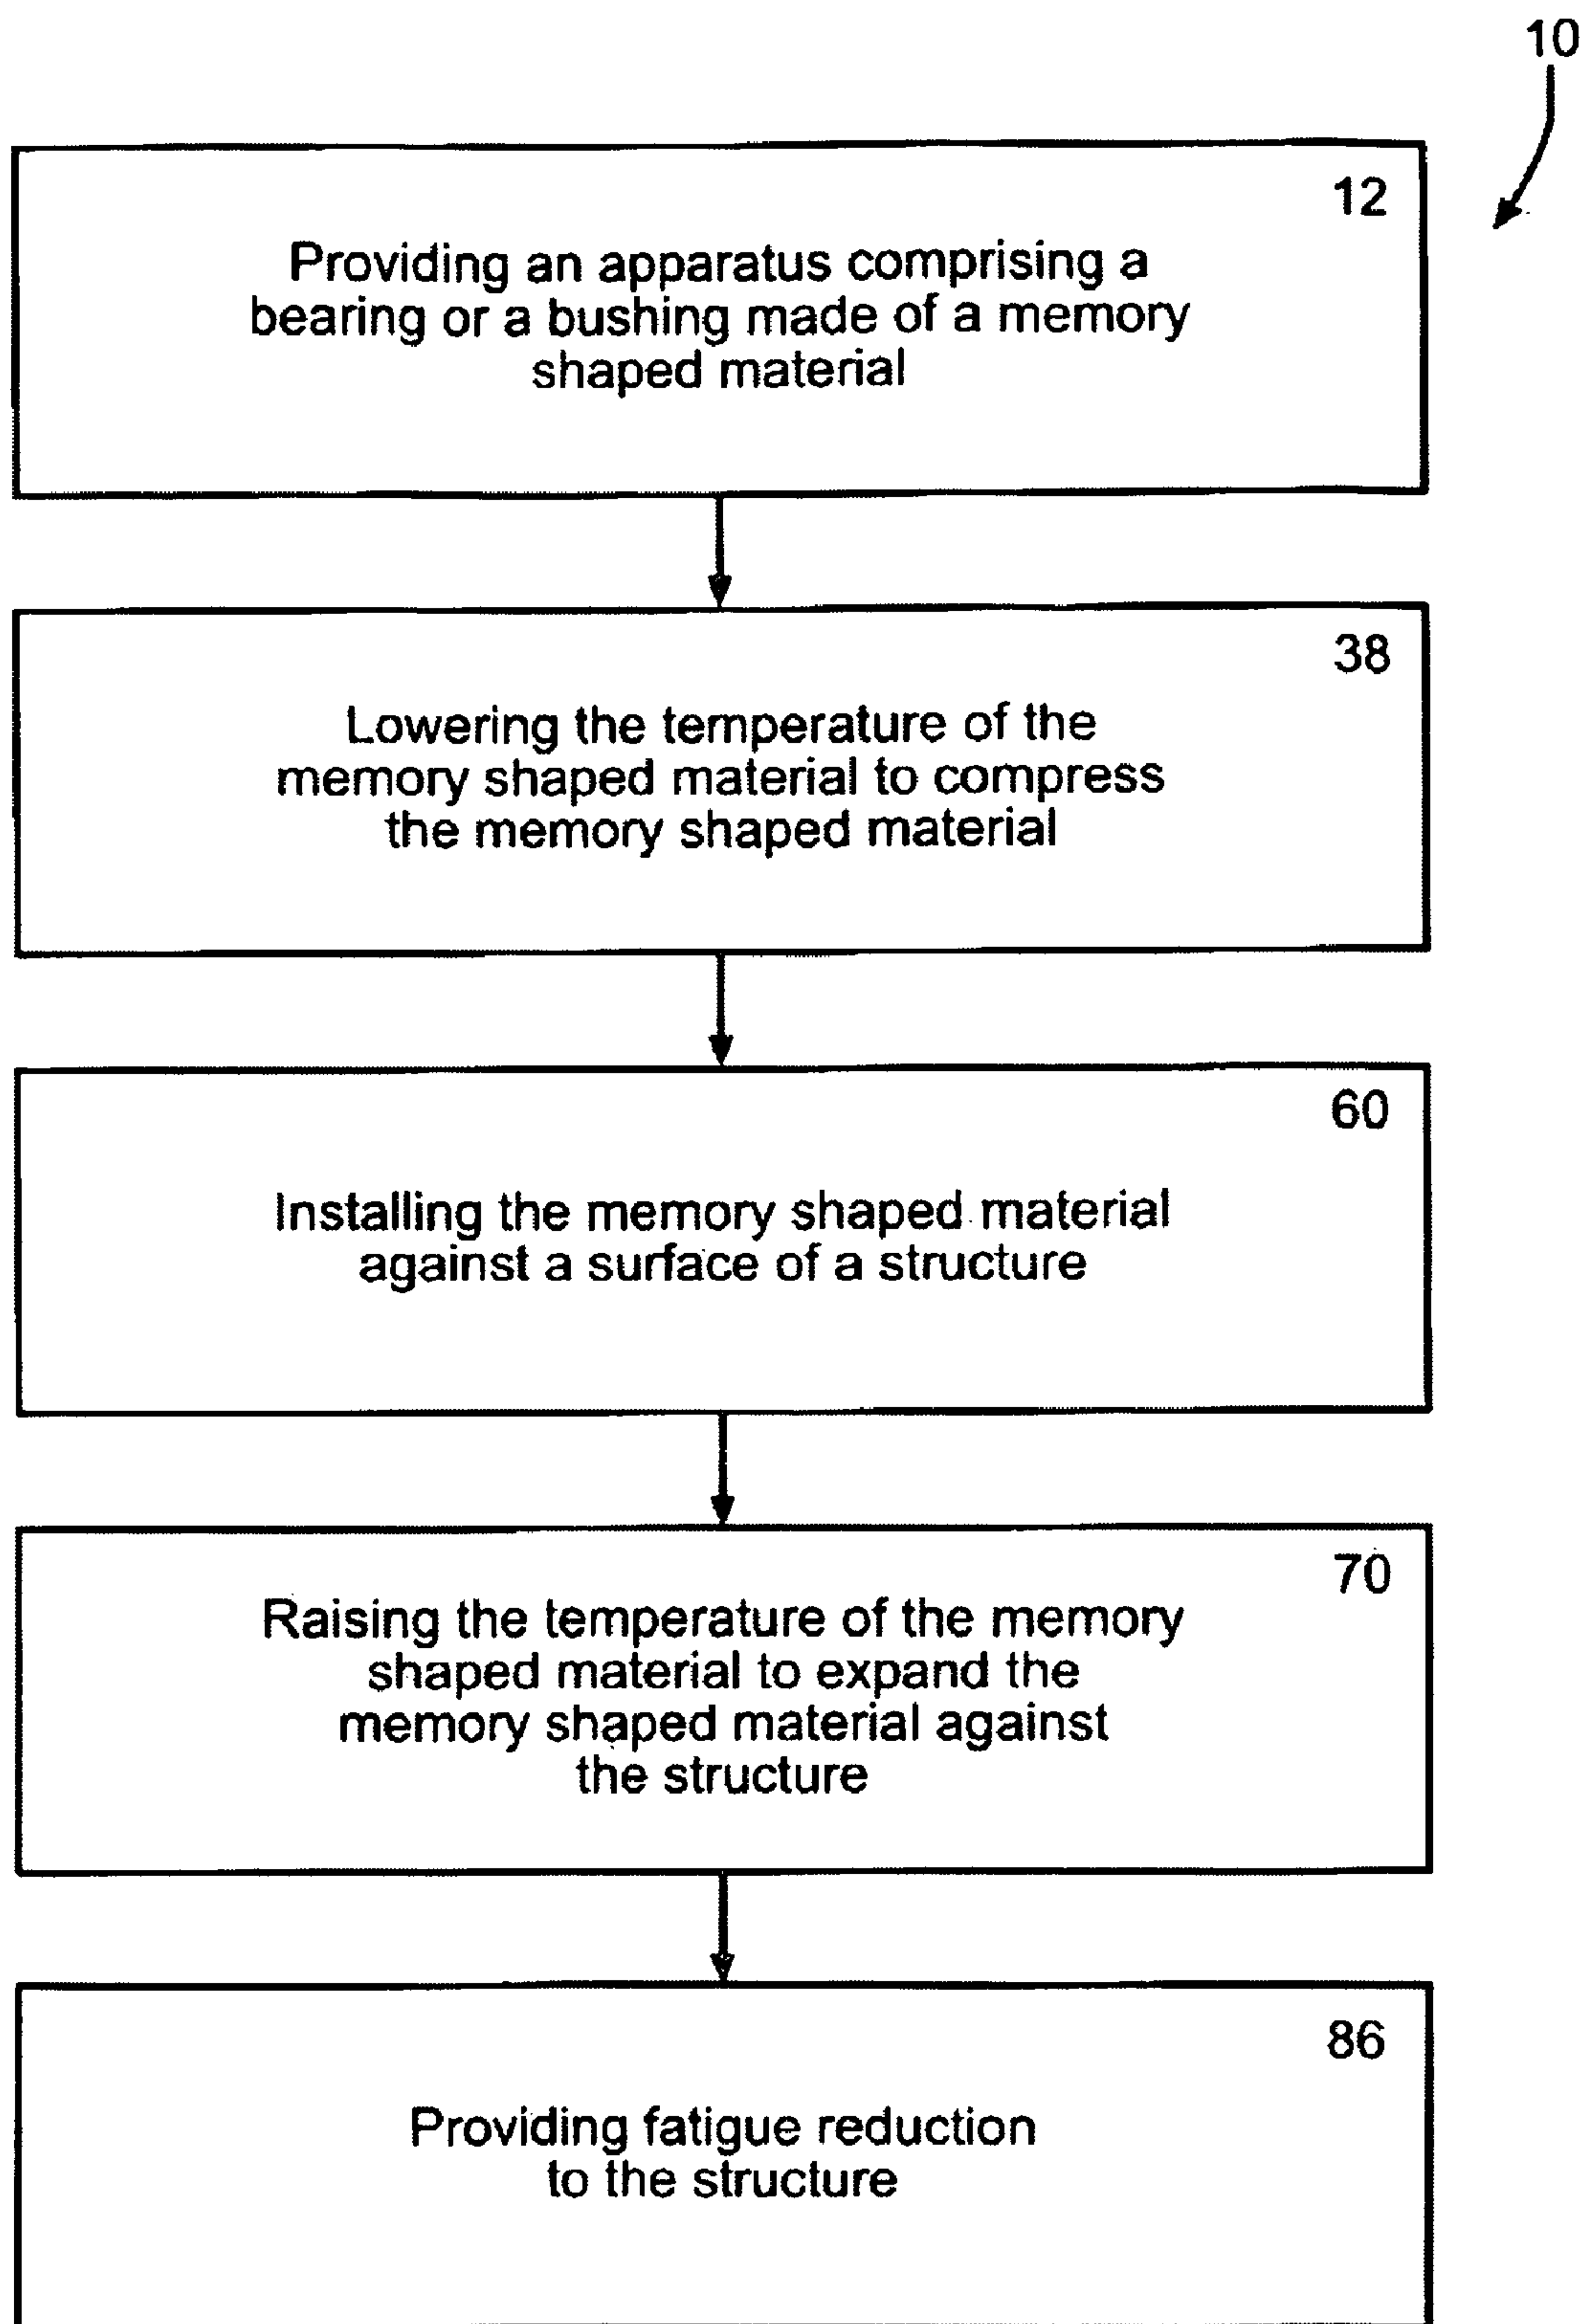 10
12
Providing an apparatus comprising a
bearing or a bushing made of a memory
shaped material
38
Lowering the temperature of the
memory shaped material to compress
the memory shaped material
60
Installing the memory shaped material
against a surface of a structure
70
Raising the temperature of the memory
shaped material to expand the
memory shaped material against
the structure
86
Providing fatigue reduction
to the structure